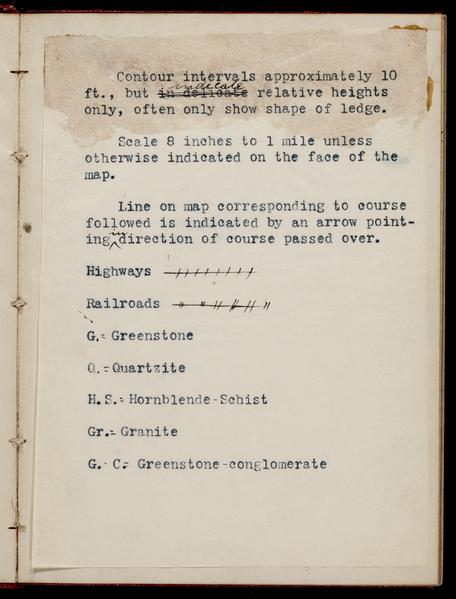 Contour intervals approximately 10
indicate
ft., but in delicate relative heights
only, often only show shape of ledge.
Scale 8 inches to 1 mile unless
otherwise indicated on the face of the
map.
Line on map corresponding to course
followed is indicated by an arrow point-
in
ing direction of course passed over.
Highways
Railroads
G.= Greenstone
Q.=Quartzite
H.S.= Hornblende-Schist
Gr.= Granite
G. C.= Greenstone-conglomerate